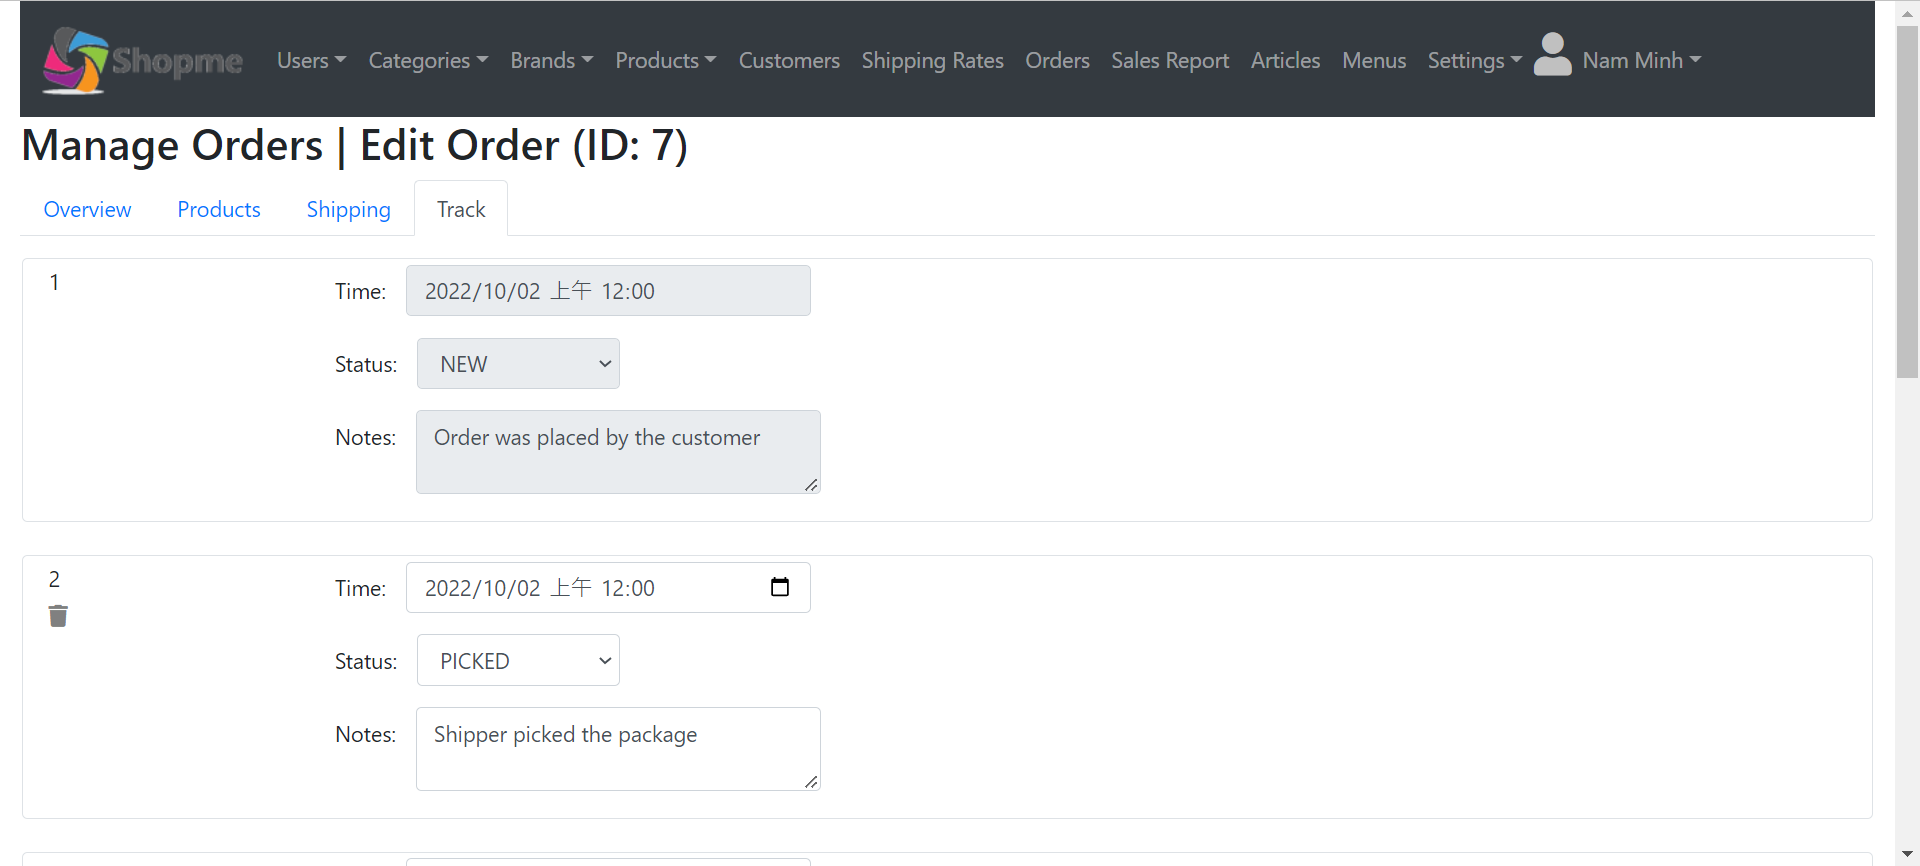 Shopme Users Categories Brands Products Customers Shipping Rates Orders Sales Report Articles Menus Settings Nam Minh
Manage Orders | Edit Order (ID: 7)
Overview Products Shipping Track
1
Time: 2022/10/02 上午 12:00
Status: NEW
Notes: Order was placed by the customer
2
Time: 2022/10/02 上午 12:00
Status: PICKED
Notes: Shipper picked the package